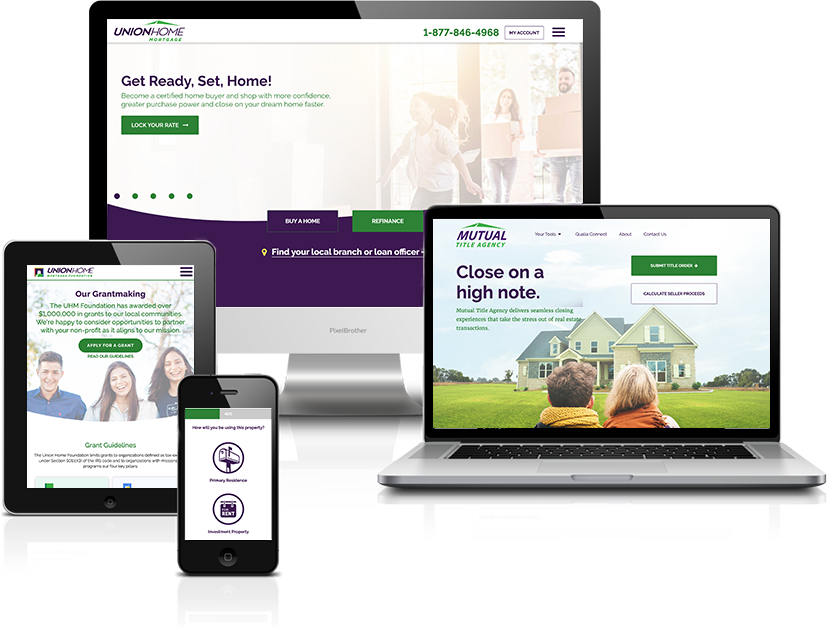 UNIONHOME
MORTGAGE
1-877-846-4968
MY ACCOUNT
Get Ready, Set, Home!
Become a certified home buyer and shop with more confidence,
greater purchase power and close on your dream home faster.
LOCK YOUR RATE →
BUY A HOME
REFINANCE
Find your local branch or loan officer
PixelBrother
MUTUAL
TITLE AGENCY
Your Tools
Qualia Connect
About
Contact Us
Close on a
high note.
Mutual Title Agency delivers seamless closing
experiences that take the stress out of real estate
transactions.
SUBMIT TITLE ORDER →
CALCULATE SELLER PROCEEDS
UNIONHOME
MORTGAGE FOUNDATION
Our Grantmaking
The UHM Foundation has awarded over
$1,000,000 in grants to our local communities.
We're happy to consider opportunities to partner
with your non-profit as it aligns to our mission.
APPLY FOR A GRANT
READ OUR GUIDELINES
Grant Guidelines
The Union Home Foundation limits grants to organizations defined as tax-ex
under Section 501(c)(3) of the IRS code and to organizations with missions
programs our four key pillars
40%
How will you be using this property?
Primary Residence
FOR
RENT
Investment Property